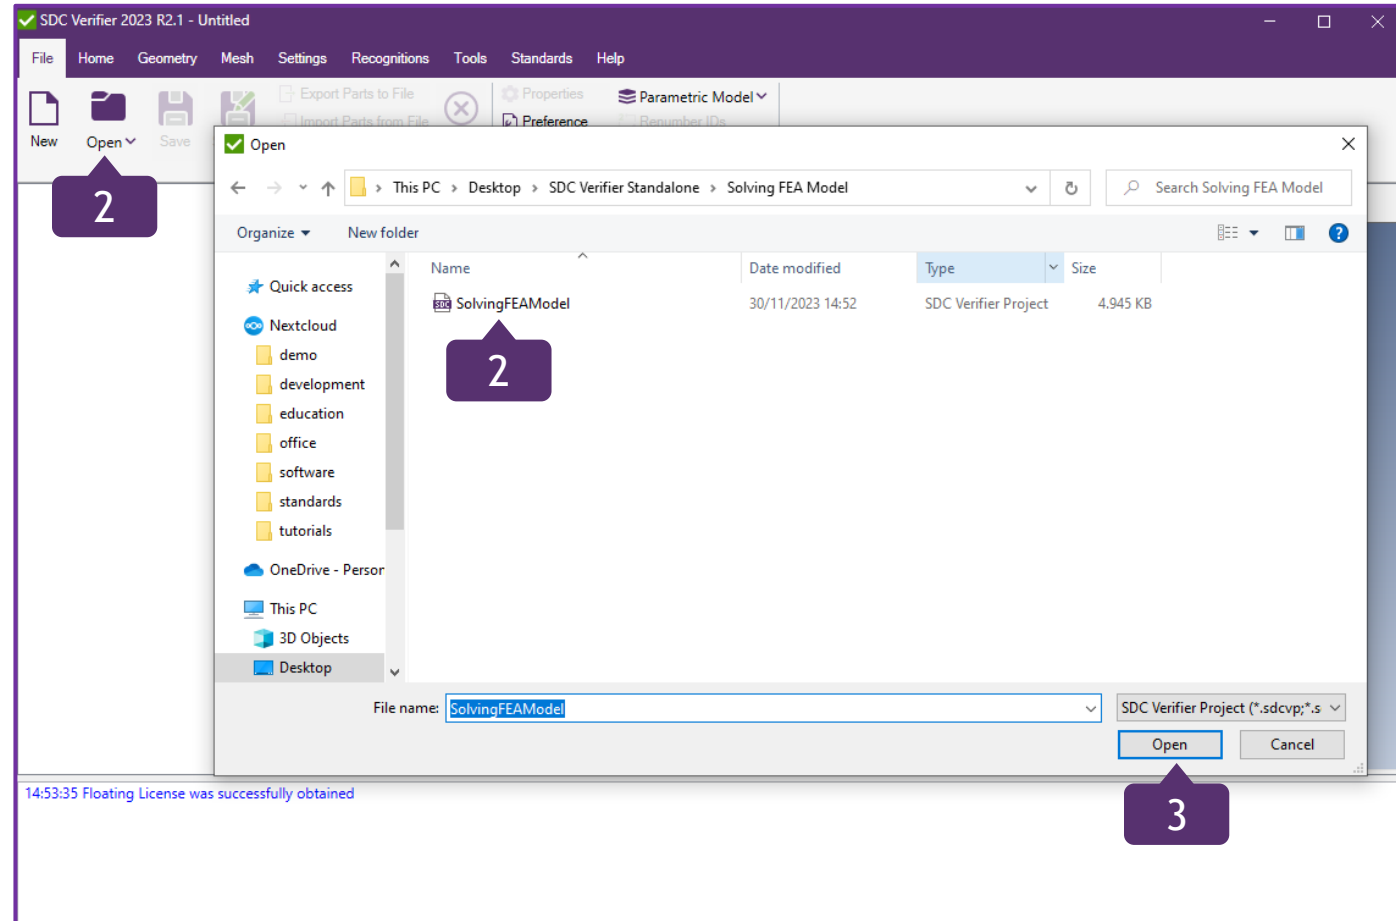 SDC Verifier 2023 R2.1 - Untitled
File Home Geometry Mesh Settings Recognitions Tools Standards Help
Export Parts to File
Properties
Parametric Model
Import Parts from File
Preference
Renumber IDs
New
Open
Save
2
Open
This PC > Desktop > SDC Verifier Standalone > Solving FEA Model
Search Solving FEA Model
Organize
New folder
Name
Date modified
Type
Size
SolvingFEAModel
30/11/2023 14:52
SDC Verifier Project
4.945 KB
2
Quick access
Nextcloud
demo
development
education
office
software
standards
tutorials
OneDrive - Person
This PC
3D Objects
Desktop
File name:
SolvingFEAModel
SDC Verifier Project (*.sdcvp;*.s
Open
Cancel
3
14:53:35 Floating License was successfully obtained